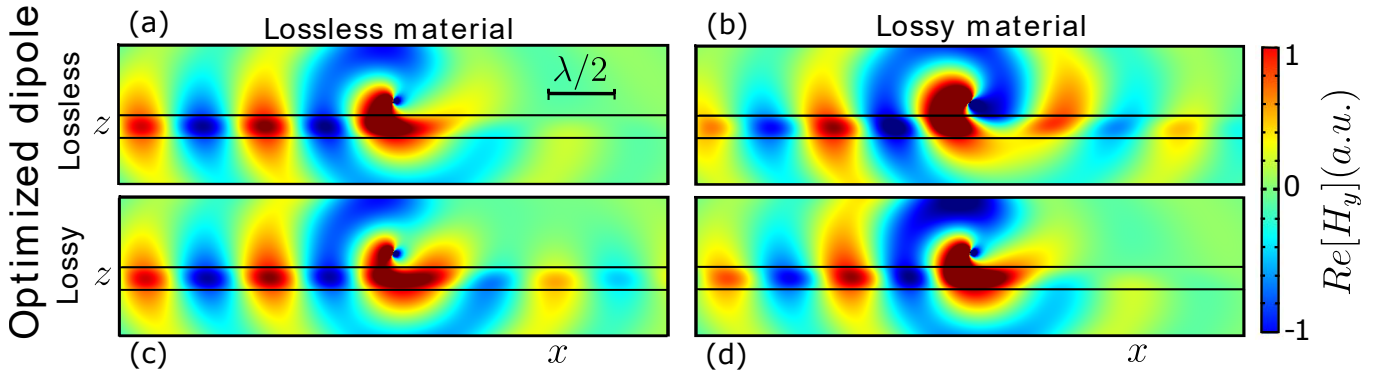 (a)
Lossless material
(b)
Lossy material
Optimized dipole
Lossless
Lossy
z
z
λ/2
1
0
-1
Re[H_y](a.u.)
(c)
x
(d)
x